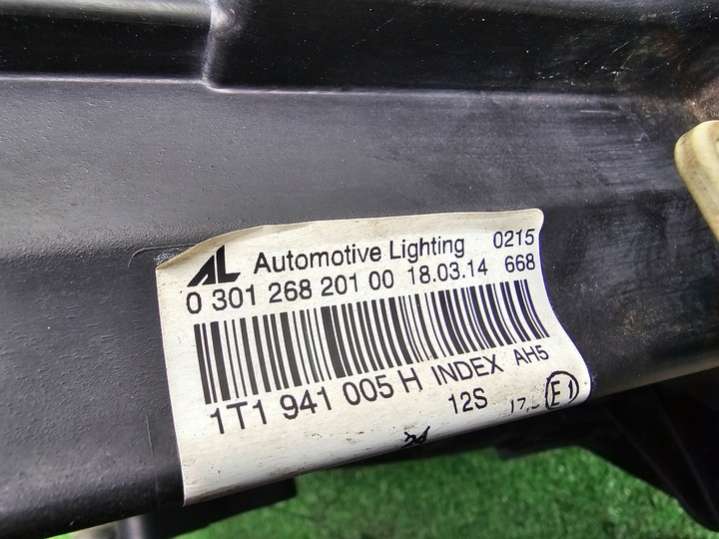 AL Automotive Lighting 0215
0 301 268 201 00 18.03.14 668
1T1 941 005 H INDEX AH5
12S E1